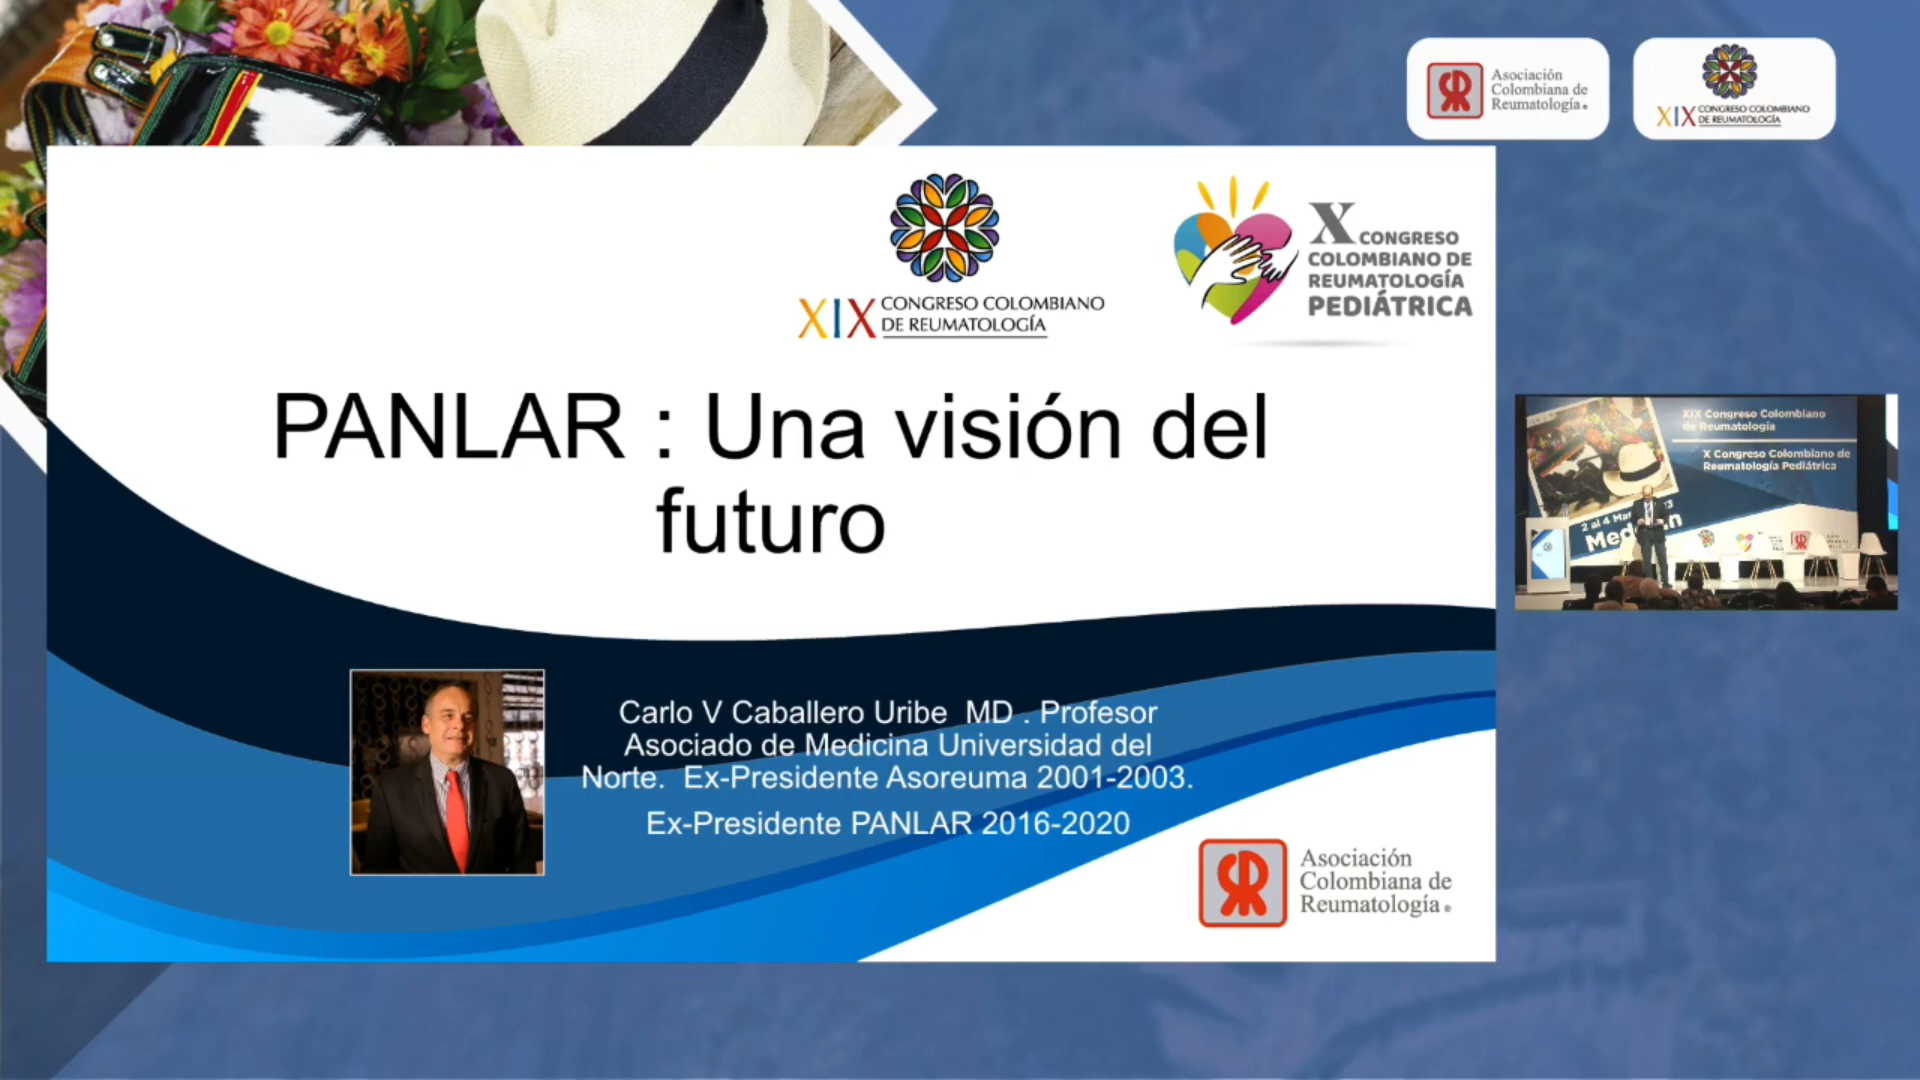 Asociación
Colombiana de
Reumatología
XIX CONGRESO COLOMBIANO
DE REUMATOLOGÍA
XIX CONGRESO COLOMBIANO
DE REUMATOLOGÍA
X CONGRESO
COLOMBIANO DE
REUMATOLOGÍA
PEDIÁTRICA
PANLAR : Una visión del
futuro
Carlo V Caballero Uribe MD . Profesor
Asociado de Medicina Universidad del
Norte. Ex-Presidente Asoreuma 2001-2003.
Ex-Presidente PANLAR 2016-2020
Asociación
Colombiana de
Reumatología
XIX Congreso Colombiano
de Reumatología
X Congreso Colombiano de
Reumatología Pediátrica
2 al 4